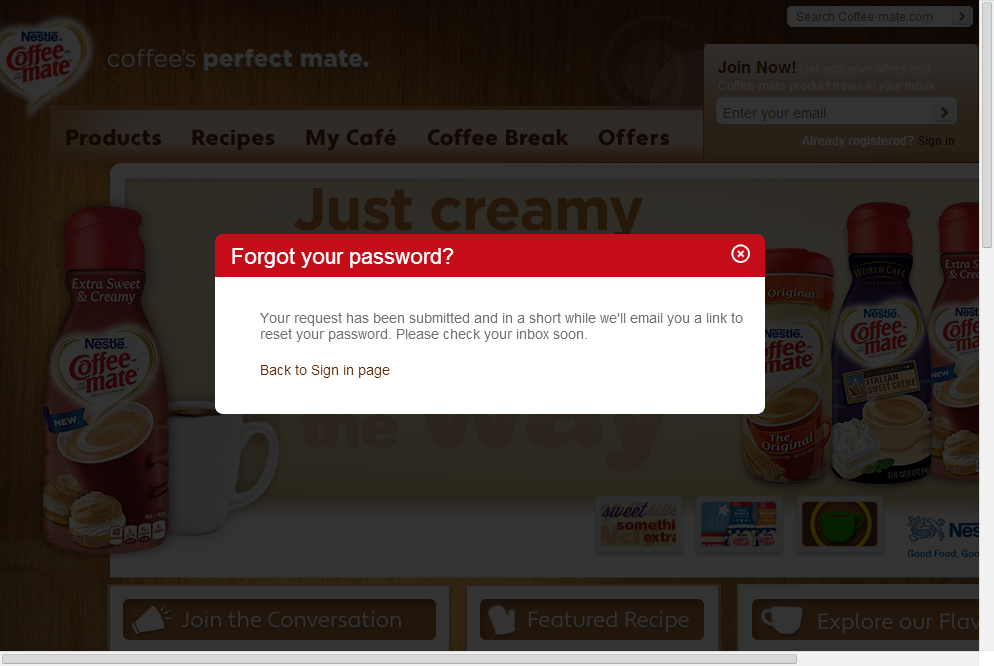 Search Coffee-mate.com
Nestlé.
Coffee-mate
coffee's perfect mate.
Join Now! Get exclusive offers and
Coffee-mate product news in your inbox.
Enter your email
Already registered? Sign in
Products
Recipes
My Café
Coffee Break
Offers
Just creamy
Forgot your password?
Your request has been submitted and in a short while we'll email you a link to
reset your password. Please check your inbox soon.
Back to Sign in page
the Way
Extra Sweet
& Creamy
Nestlé.
Coffee-mate
NEW
Original
Nestlé
Coffee-mate
The
Original
WORLD CAFE
Nestlé.
Coffee-mate
ITALIAN
SWEET CRÈME
Extra S
& Cre
Nestlé
Coffee
mate
NEW
sweet
somethi
extra
Nes
Good Food, Goo
Join the Conversation
Featured Recipe
Explore our Flav